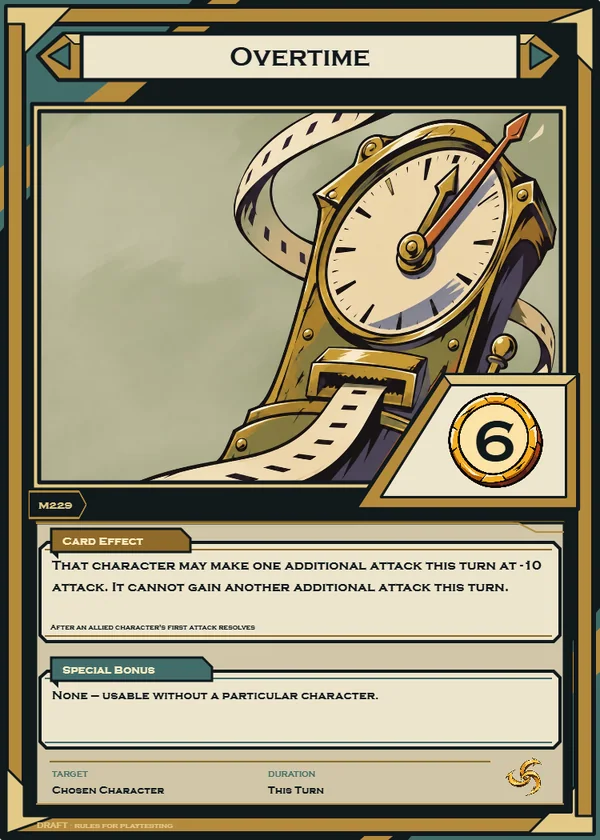 Overtime
6
M229
Card Effect
That character may make one additional attack this turn at -10
attack. It cannot gain another additional attack this turn.
After an allied character's first attack resolves
Special Bonus
None – usable without a particular character.
Target
Duration
Chosen Character
This Turn
DRAFT · Rules for playtesting